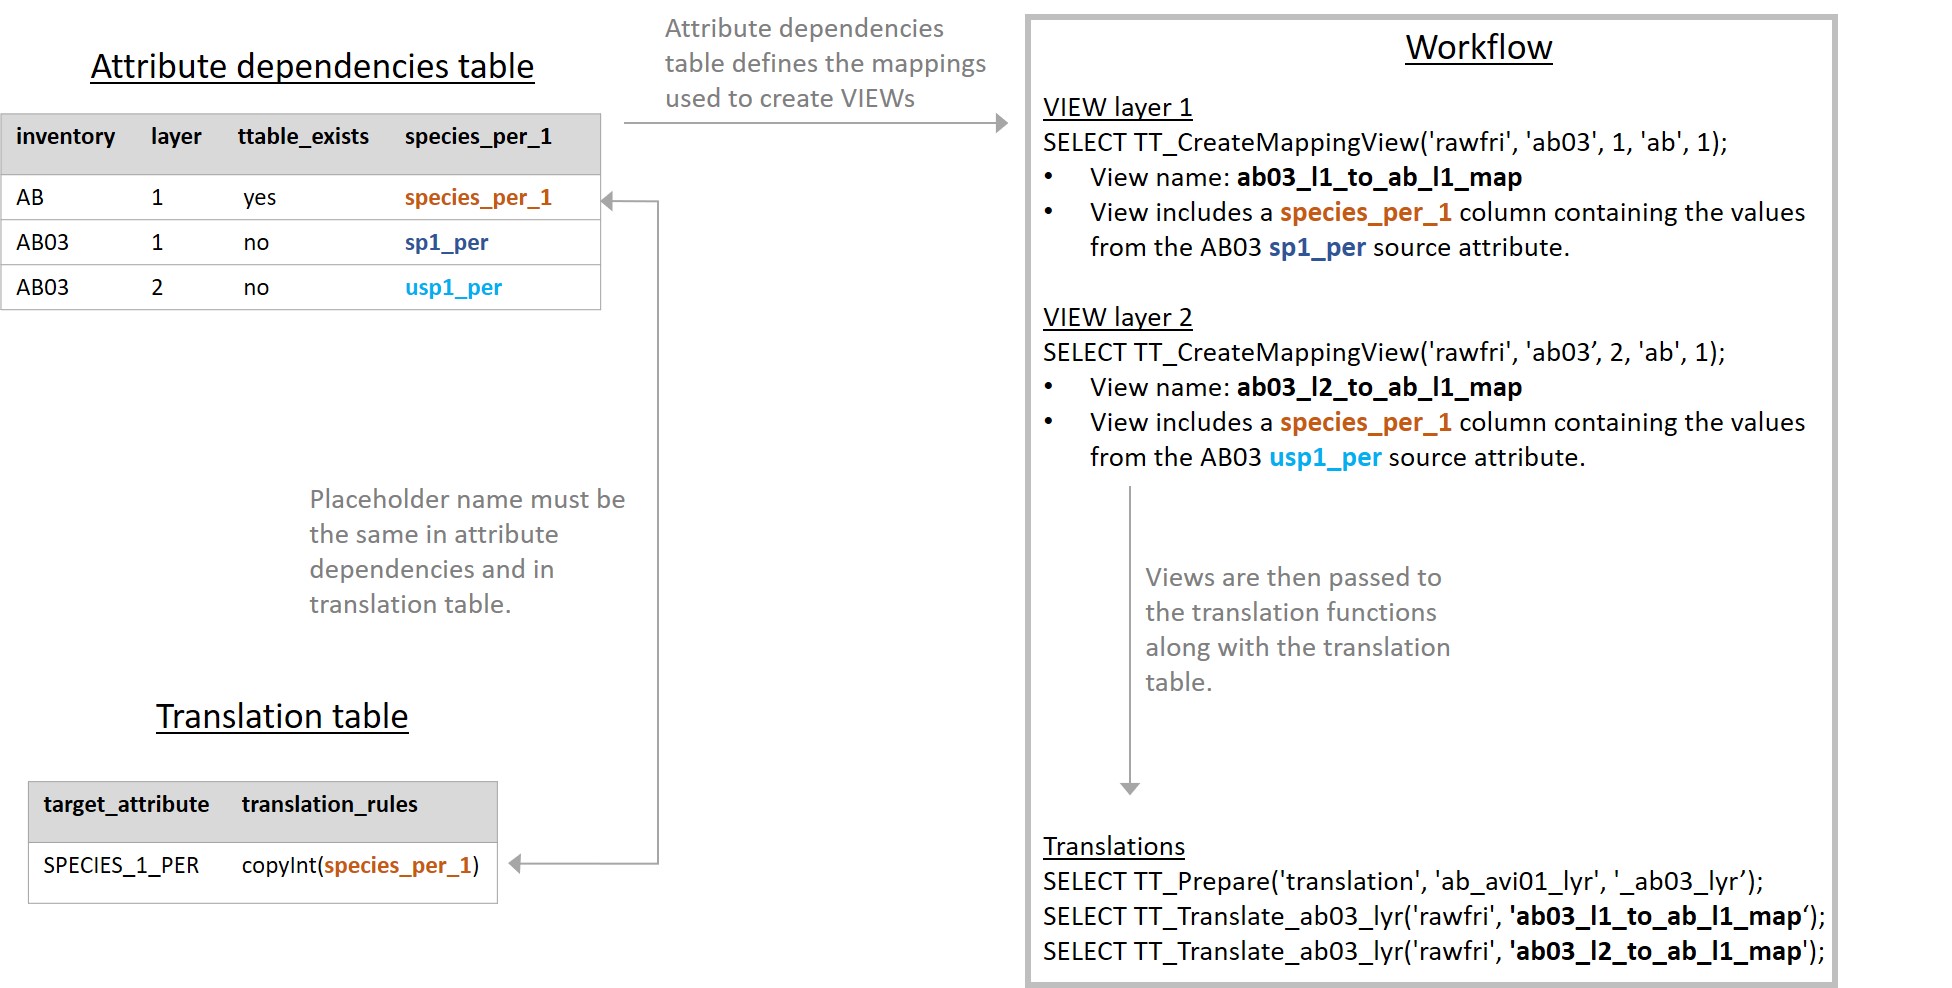 Attribute dependencies table
inventory layer ttable_exists species_per_1
AB 1 yes species_per_1
AB03 1 no sp1_per
AB03 2 no usp1_per
Attribute dependencies
table defines the mappings
used to create VIEWs
Placeholder name must be
the same in attribute
dependencies and in
translation table.
Translation table
target_attribute translation_rules
SPECIES_1_PER copyInt(species_per_1)
Workflow
VIEW layer 1
SELECT TT_CreateMappingView('rawfri', 'ab03', 1, 'ab', 1);
• View name: ab03_l1_to_ab_l1_map
• View includes a species_per_1 column containing the values
from the AB03 sp1_per source attribute.
VIEW layer 2
SELECT TT_CreateMappingView('rawfri', 'ab03’, 2, 'ab', 1);
• View name: ab03_l2_to_ab_l1_map
• View includes a species_per_1 column containing the values
from the AB03 usp1_per source attribute.
Views are then passed to
the translation functions
along with the translation
table.
Translations
SELECT TT_Prepare('translation', 'ab_avi01_lyr', '_ab03_lyr’);
SELECT TT_Translate_ab03_lyr('rawfri', 'ab03_l1_to_ab_l1_map‘);
SELECT TT_Translate_ab03_lyr('rawfri', 'ab03_l2_to_ab_l1_map');